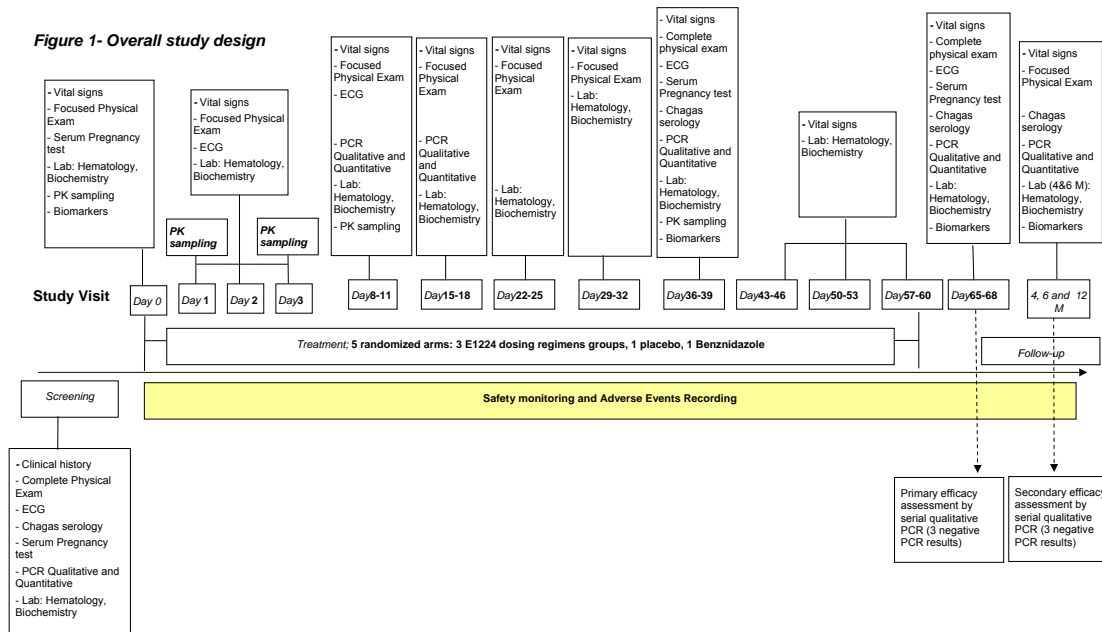 Figure 1- Overall study design
- Vital signs
- Focused Physical
Exam
- Serum Pregnancy
test
- Lab: Hematology,
Biochemistry
- PK sampling
- Biomarkers
- Vital signs
- Focused Physical
Exam
- ECG
- Lab: Hematology,
Biochemistry
PK
sampling
PK
sampling
- Vital signs
- Focused
Physical Exam
- ECG
- PCR
Qualitative and
Quantitative
- Lab:
Hematology,
Biochemistry
- PK sampling
- Vital signs
- Focused
Physical
Exam
- PCR
Qualitative
and
Quantitative
- Lab:
Hematology,
Biochemistry
- Vital signs
- Focused
Physical
Exam
- Lab:
Hematology,
Biochemistry
- Vital signs
- Focused
Physical Exam
- Lab:
Hematology,
Biochemistry
- Vital signs
- Complete
physical exam
- ECG
- Serum
Pregnancy test
- Chagas
serology
- PCR
Qualitative and
Quantitative
- Lab:
Hematology,
Biochemistry
- PK sampling
- Biomarkers
- Vital signs
- Lab: Hematology,
Biochemistry
- Vital signs
- Complete
physical exam
- ECG
- Serum
Pregnancy test
- Chagas
serology
- PCR
Qualitative and
Quantitative
- Lab:
Hematology,
Biochemistry
- Biomarkers
- Vital signs
- Focused
Physical Exam
- Chagas
serology
- PCR
Qualitative and
Quantitative
- Lab (4&6 M):
Hematology,
Biochemistry
- Biomarkers
Study Visit
Day 0
Day 1
Day 2
Day3
Day8-11
Day15-18
Day22-25
Day29-32
Day36-39
Day43-46
Day50-53
Day57-60
Day65-68
4, 6 and 12
M
Treatment; 5 randomized arms: 3 E1224 dosing regimens groups, 1 placebo, 1 Benznidazole
Follow-up
Screening
Safety monitoring and Adverse Events Recording
- Clinical history
- Complete Physical
Exam
- ECG
- Chagas serology
- Serum Pregnancy
test
- PCR Qualitative and
Quantitative
- Lab: Hematology,
Biochemistry
Primary efficacy
assessment by
serial qualitative
PCR (3 negative
PCR results)
Secondary efficacy
assessment by
serial qualitative
PCR (3 negative
PCR results)